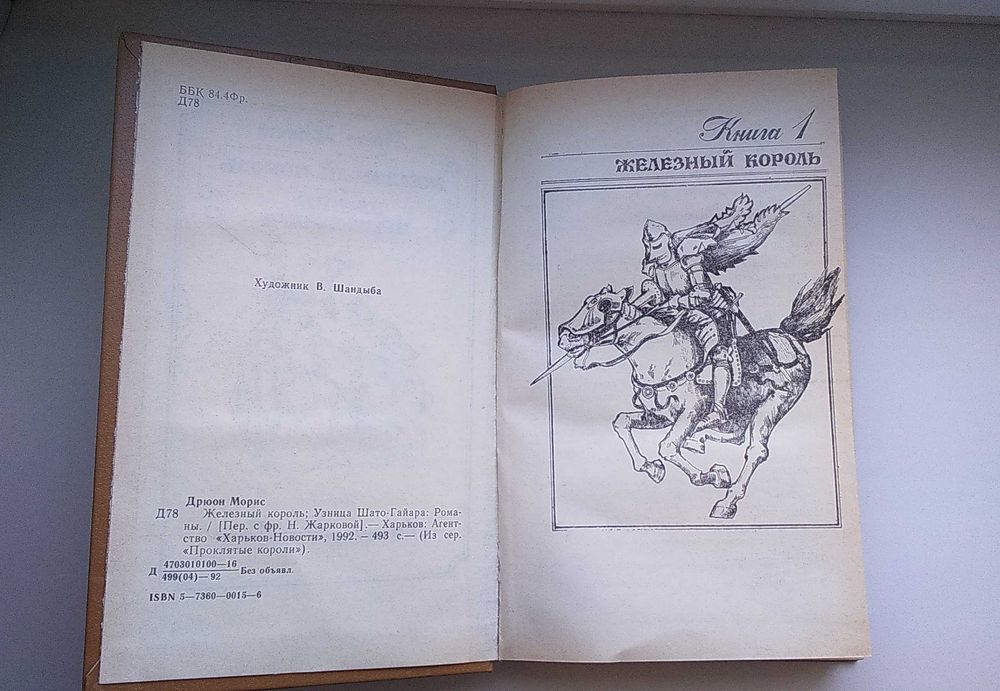 ББК 84.4Фр.
Д78
Художник В. Шандыба
Дрюон Морис
Д78 Железный король; Узница Шато-Гайара: Рома-
ны. / [Пер. с фр. Н. Жарковой].— Харьков: Агент-
ство «Харьков-Новости», 1992. — 493 с.— (Из сер.
«Проклятые короли»).
Д 4703010100—16
499(04)—92 Без объявл.
ISBN 5—7360—0015—6
Книга 1
ЖЕЛЕЗНЫЙ КОРОЛЬ